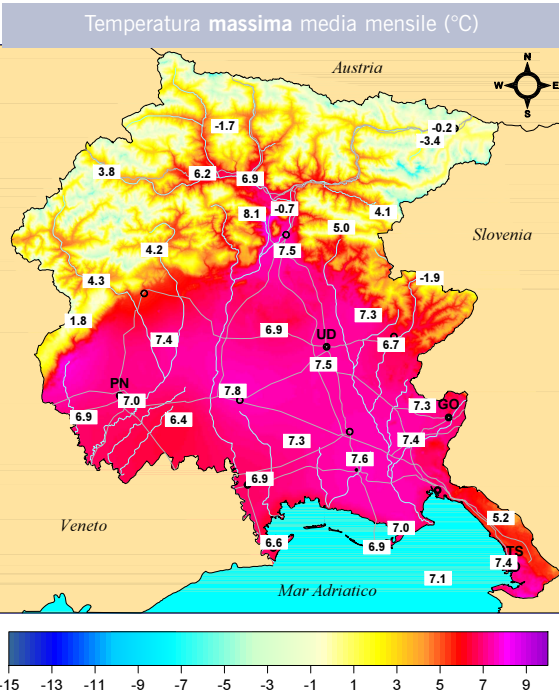 Temperatura massima media mensile (°C)
Austria
N
W E
S
-1.7
-0.2
-3.4
3.8
6.2
6.9
8.1
-0.7
4.1
5.0
Slovenia
4.2
7.5
4.3
-1.9
1.8
7.3
6.9
UD
7.4
6.7
7.5
PN
7.8
7.0
7.3
GO
6.9
6.4
7.3
7.4
7.6
6.9
5.2
Veneto
7.0
6.6
6.9
TS
7.4
7.1
Mar Adriatico
-15 -13 -11 -9 -7 -5 -3 -1 1 3 5 7 9